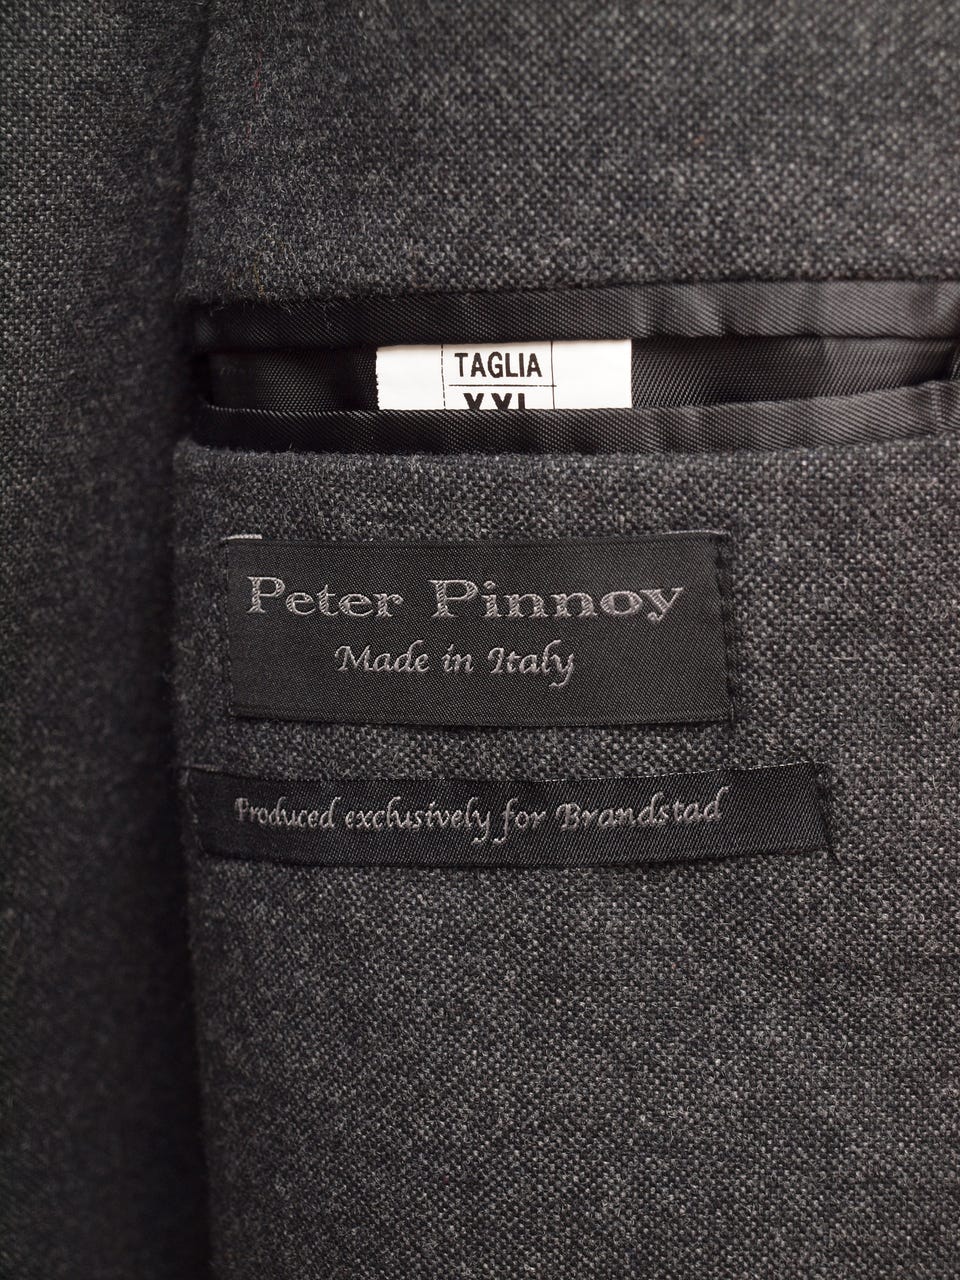 TAGLIA
XXL
Peter Pinnoy
Made in Italy
Produced exclusively for Brandstad